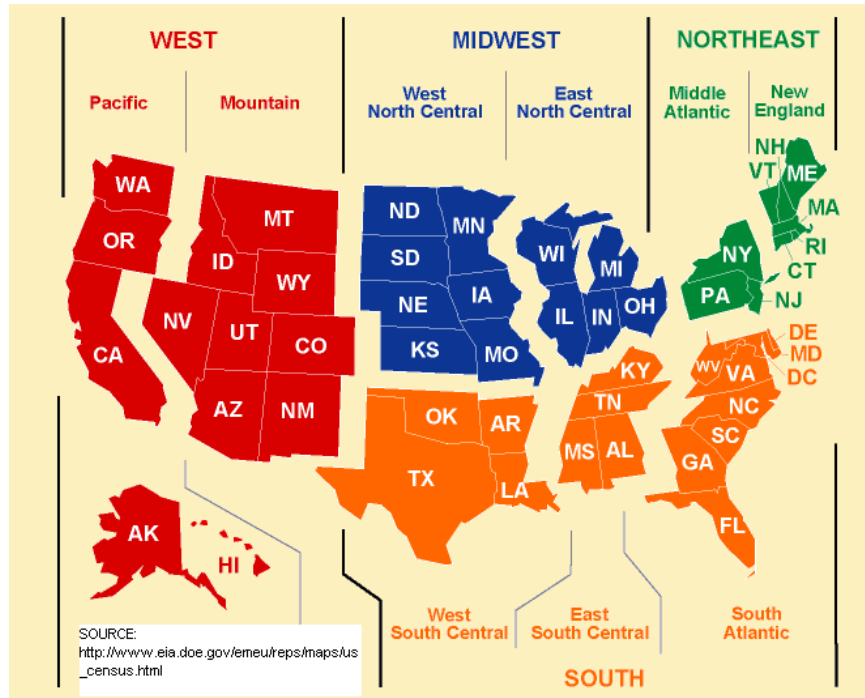 WEST
MIDWEST
NORTHEAST
Pacific
Mountain
West
North Central
East
North Central
Middle
Atlantic
New
England
WA
OR
CA
NV
ID
MT
WY
UT
CO
AZ
NM
AK
HI
ND
SD
NE
KS
MN
IA
MO
WI
MI
IL
IN
OH
NH
VT
ME
MA
RI
CT
NY
PA
NJ
OK
TX
AR
LA
KY
TN
MS
AL
DE
MD
DC
WV
VA
NC
SC
GA
FL
West
South Central
East
South Central
South
Atlantic
SOUTH
SOURCE:
http://www.eia.doe.gov/emeu/reps/maps/us
_census.html